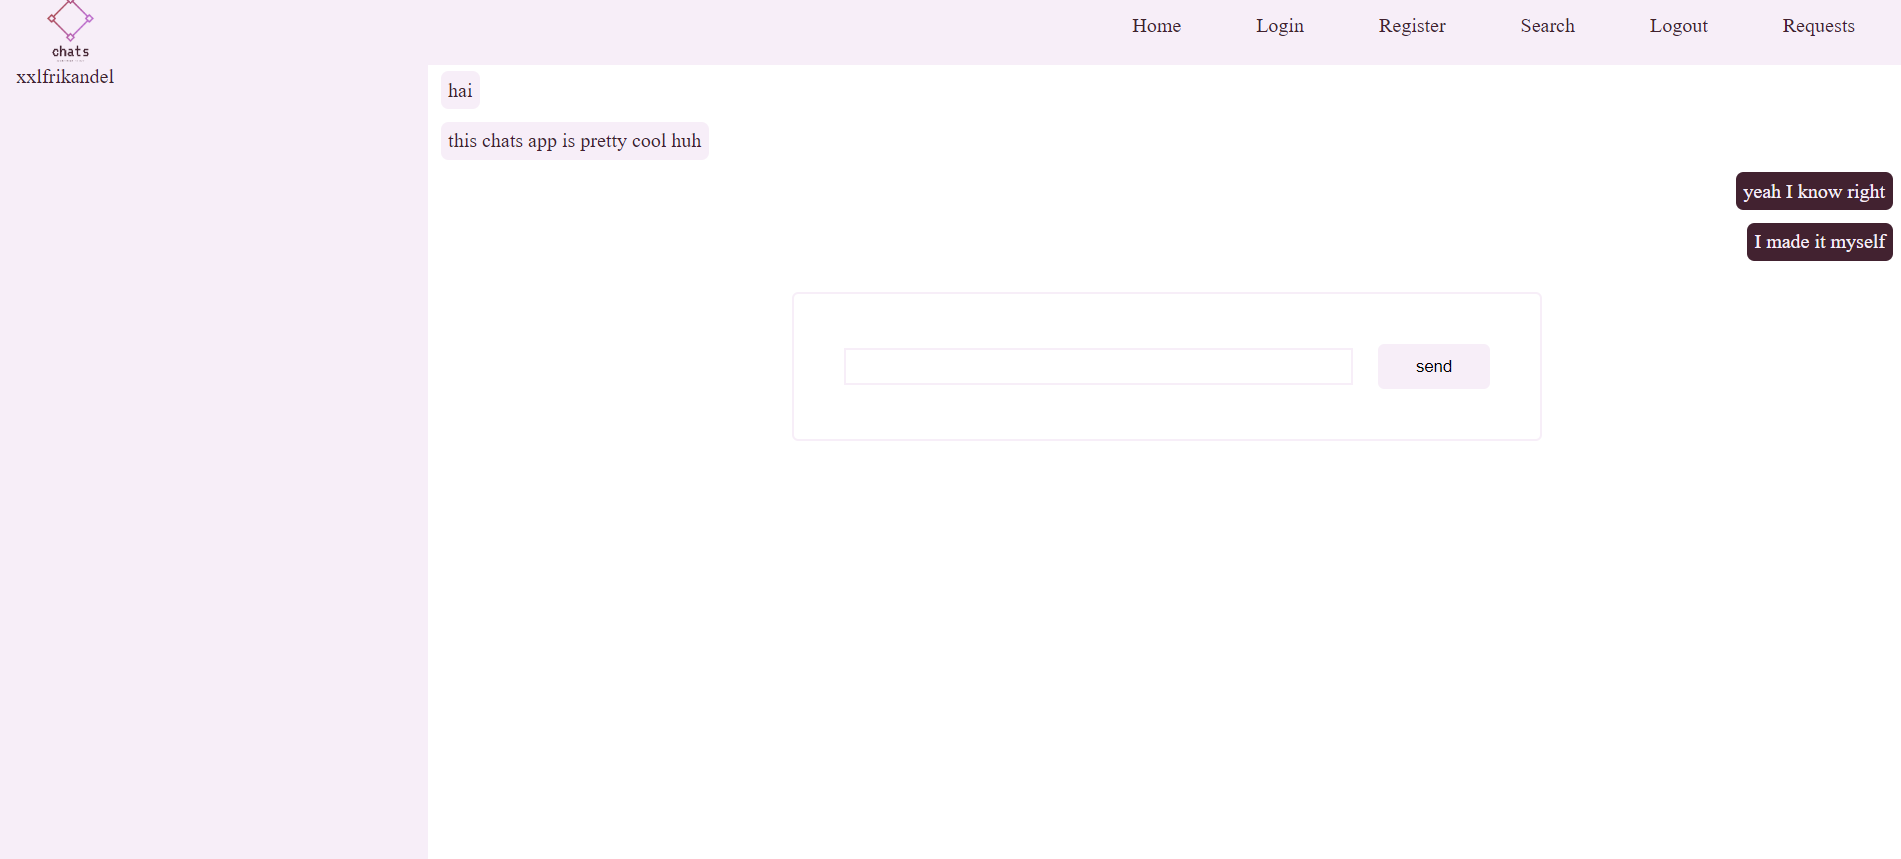 chats
Home Login Register Search Logout Requests
xxlfrikandel
hai
this chats app is pretty cool huh
yeah I know right
I made it myself
send